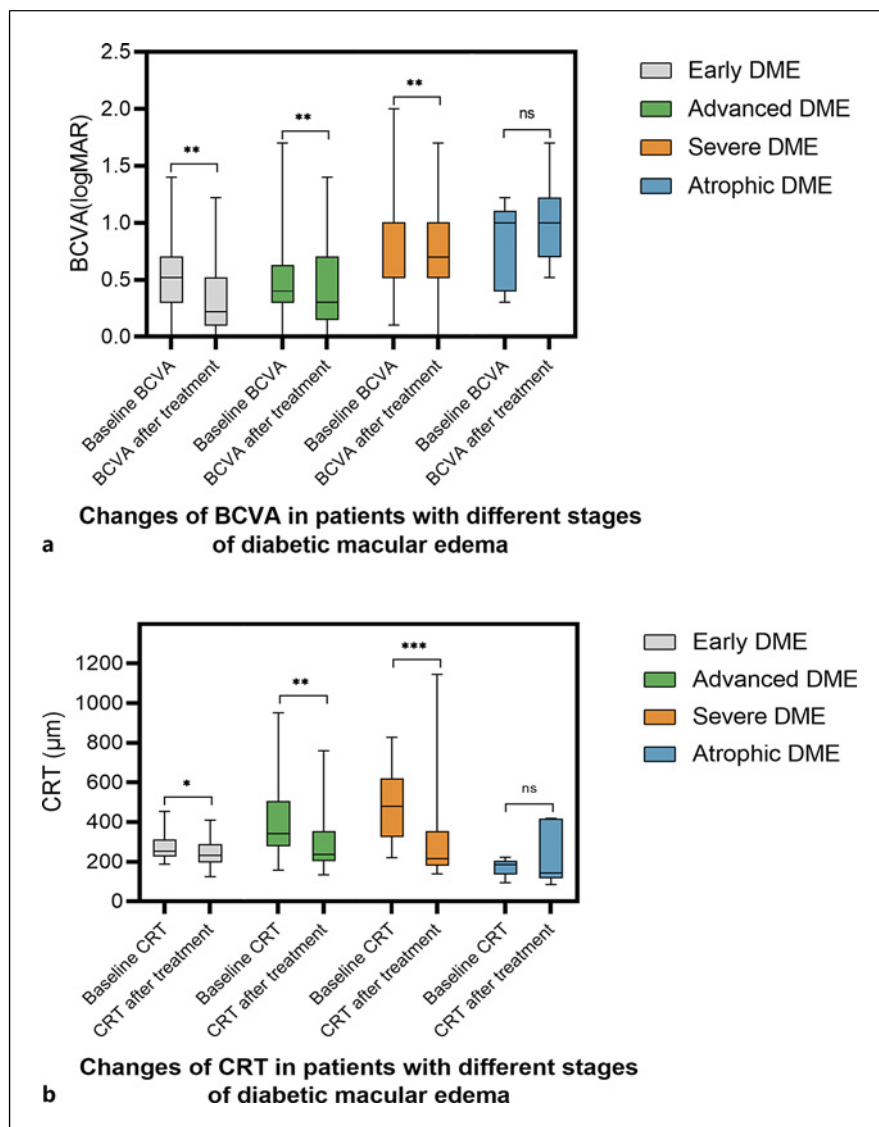 2.5
2.0
1.5
1.0
0.5
0.0
BCVA(logMAR)
**
**
**
ns
Early DME
Advanced DME
Severe DME
Atrophic DME
Baseline BCVA
BCVA after treatment
Baseline BCVA
BCVA after treatment
Baseline BCVA
BCVA after treatment
Baseline BCVA
BCVA after treatment
Changes of BCVA in patients with different stages
a of diabetic macular edema
1200
1000
800
600
400
200
0
CRT (µm)
*
**
***
ns
Early DME
Advanced DME
Severe DME
Atrophic DME
Baseline CRT
CRT after treatment
Baseline CRT
CRT after treatment
Baseline CRT
CRT after treatment
Baseline CRT
CRT after treatment
Changes of CRT in patients with different stages
b of diabetic macular edema